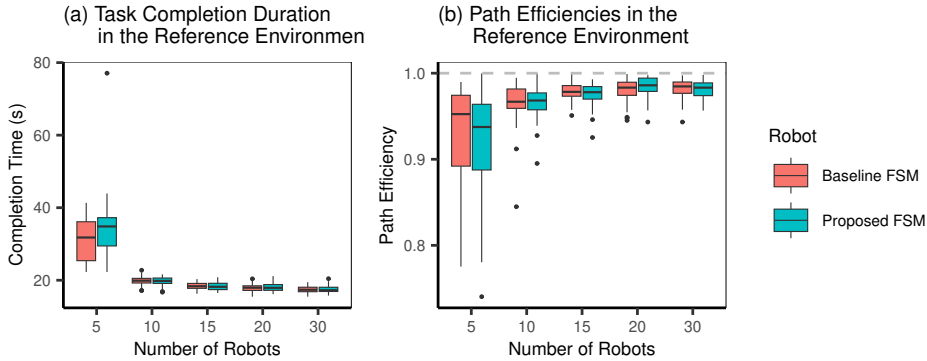 (a) Task Completion Duration
in the Reference Environmen
80
60
40
20
Completion Time (s)
5 10 15 20 30
Number of Robots
(b) Path Efficiencies in the
Reference Environment
1.0
0.9
0.8
Path Efficiency
5 10 15 20 30
Number of Robots
Robot
Baseline FSM
Proposed FSM